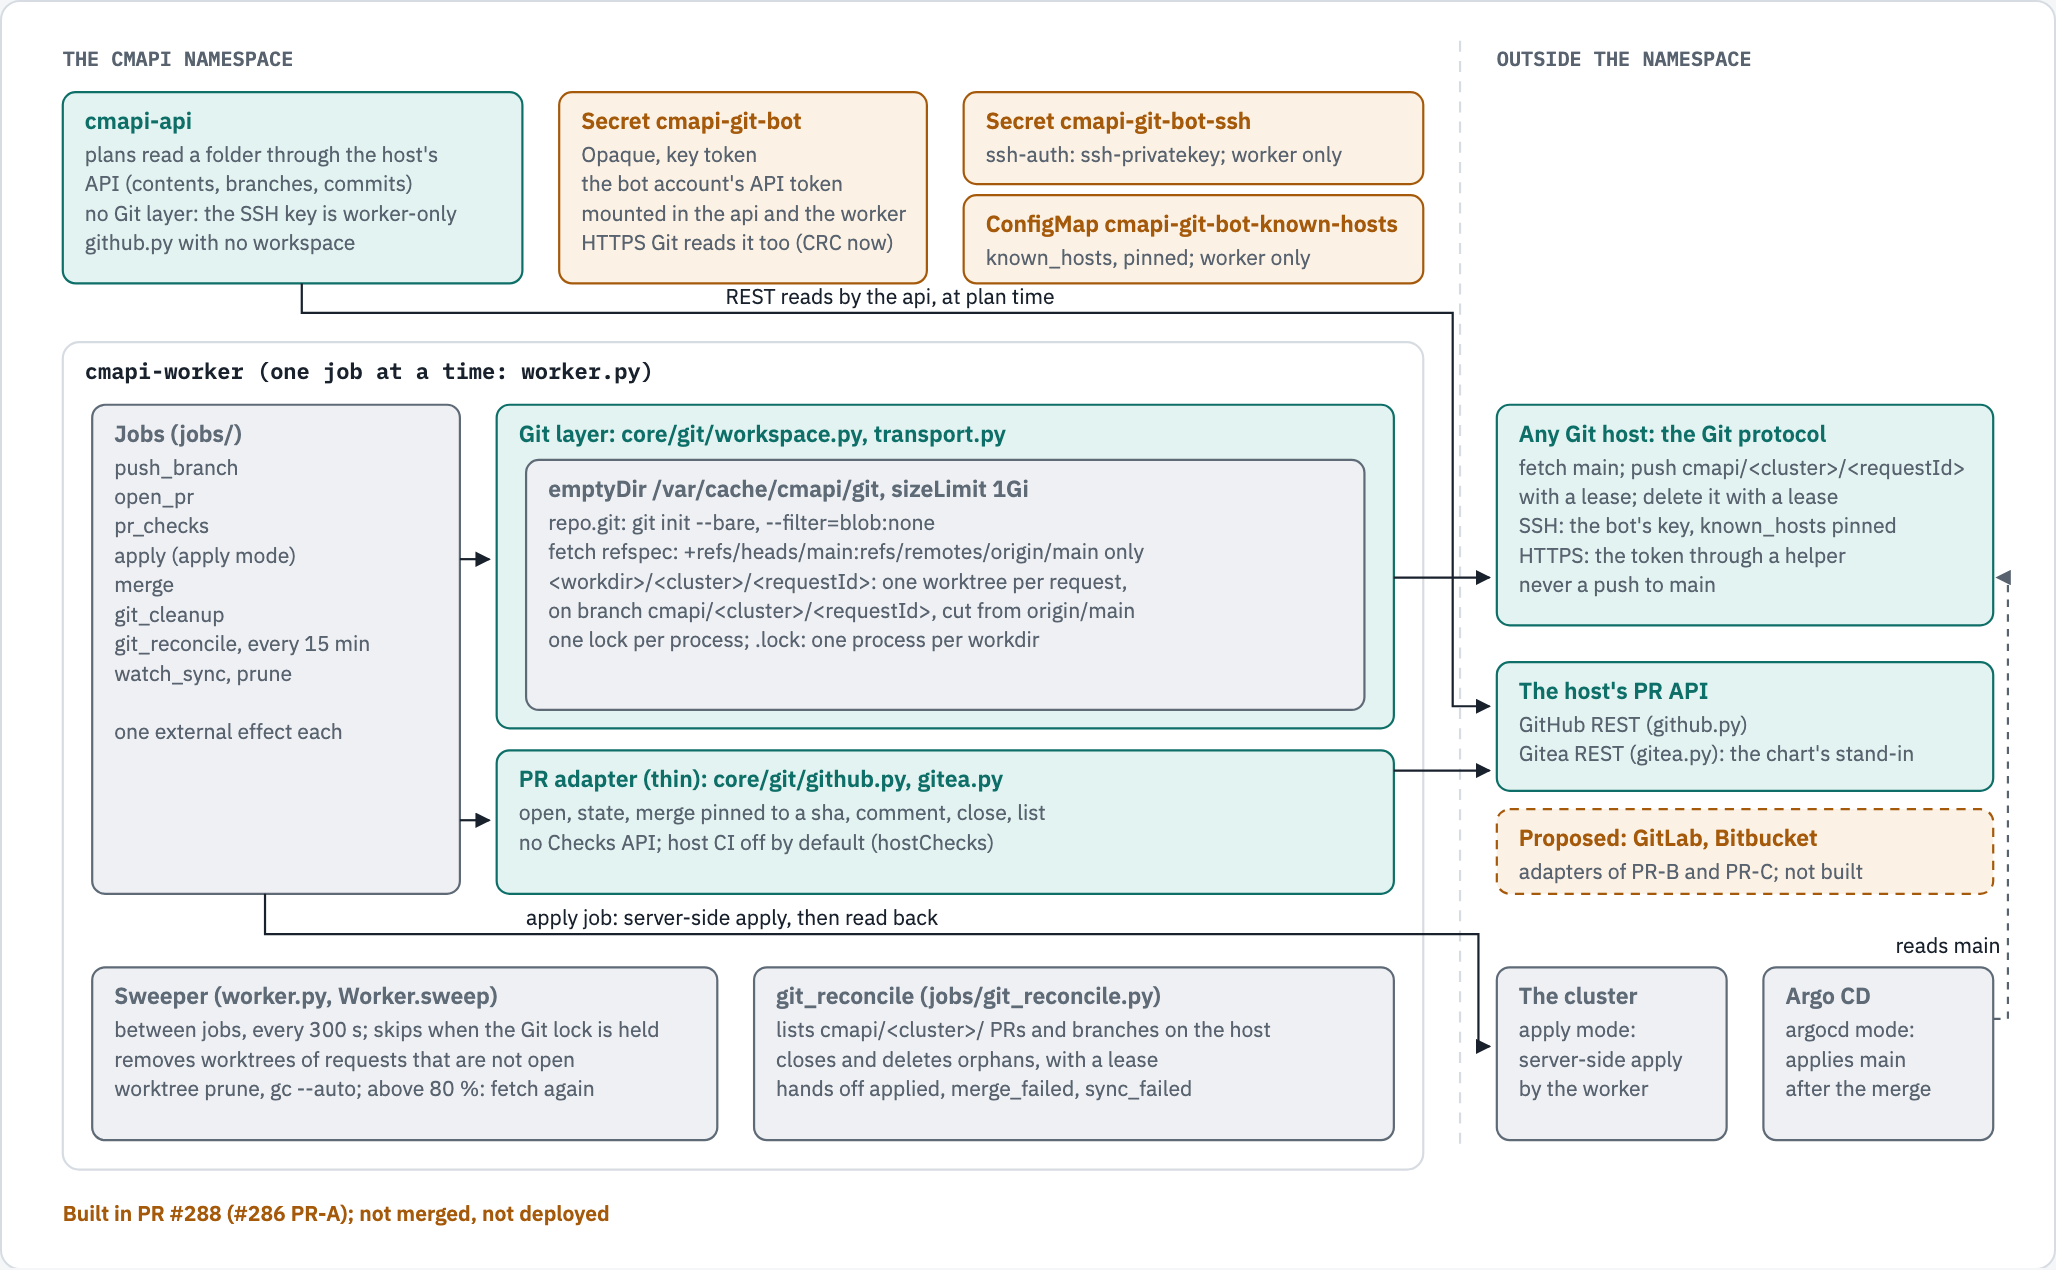 THE CMAPI NAMESPACE
OUTSIDE THE NAMESPACE
cmapi-api
plans read a folder through the host's
API (contents, branches, commits)
no Git layer: the SSH key is worker-only
github.py with no workspace
Secret cmapi-git-bot
Opaque, key token
the bot account's API token
mounted in the api and the worker
HTTPS Git reads it too (CRC now)
Secret cmapi-git-bot-ssh
ssh-auth: ssh-privatekey; worker only
ConfigMap cmapi-git-bot-known-hosts
known_hosts, pinned; worker only
REST reads by the api, at plan time
cmapi-worker (one job at a time: worker.py)
Jobs (jobs/)
push_branch
open_pr
pr_checks
apply (apply mode)
merge
git_cleanup
git_reconcile, every 15 min
watch_sync, prune
one external effect each
Git layer: core/git/workspace.py, transport.py
emptyDir /var/cache/cmapi/git, sizeLimit 1Gi
repo.git: git init --bare, --filter=blob:none
fetch refspec: +refs/heads/main:refs/remotes/origin/main only
<workdir>/<cluster>/<requestId>: one worktree per request,
on branch cmapi/<cluster>/<requestId>, cut from origin/main
one lock per process; .lock: one process per workdir
PR adapter (thin): core/git/github.py, gitea.py
open, state, merge pinned to a sha, comment, close, list
no Checks API; host CI off by default (hostChecks)
Any Git host: the Git protocol
fetch main; push cmapi/<cluster>/<requestId>
with a lease; delete it with a lease
SSH: the bot's key, known_hosts pinned
HTTPS: the token through a helper
never a push to main
The host's PR API
GitHub REST (github.py)
Gitea REST (gitea.py): the chart's stand-in
Proposed: GitLab, Bitbucket
adapters of PR-B and PR-C; not built
apply job: server-side apply, then read back
reads main
Sweeper (worker.py, Worker.sweep)
between jobs, every 300 s; skips when the Git lock is held
removes worktrees of requests that are not open
worktree prune, gc --auto; above 80 %: fetch again
git_reconcile (jobs/git_reconcile.py)
lists cmapi/<cluster>/ PRs and branches on the host
closes and deletes orphans, with a lease
hands off applied, merge_failed, sync_failed
The cluster
apply mode:
server-side apply
by the worker
Argo CD
argocd mode:
applies main
after the merge
Built in PR #288 (#286 PR-A); not merged, not deployed